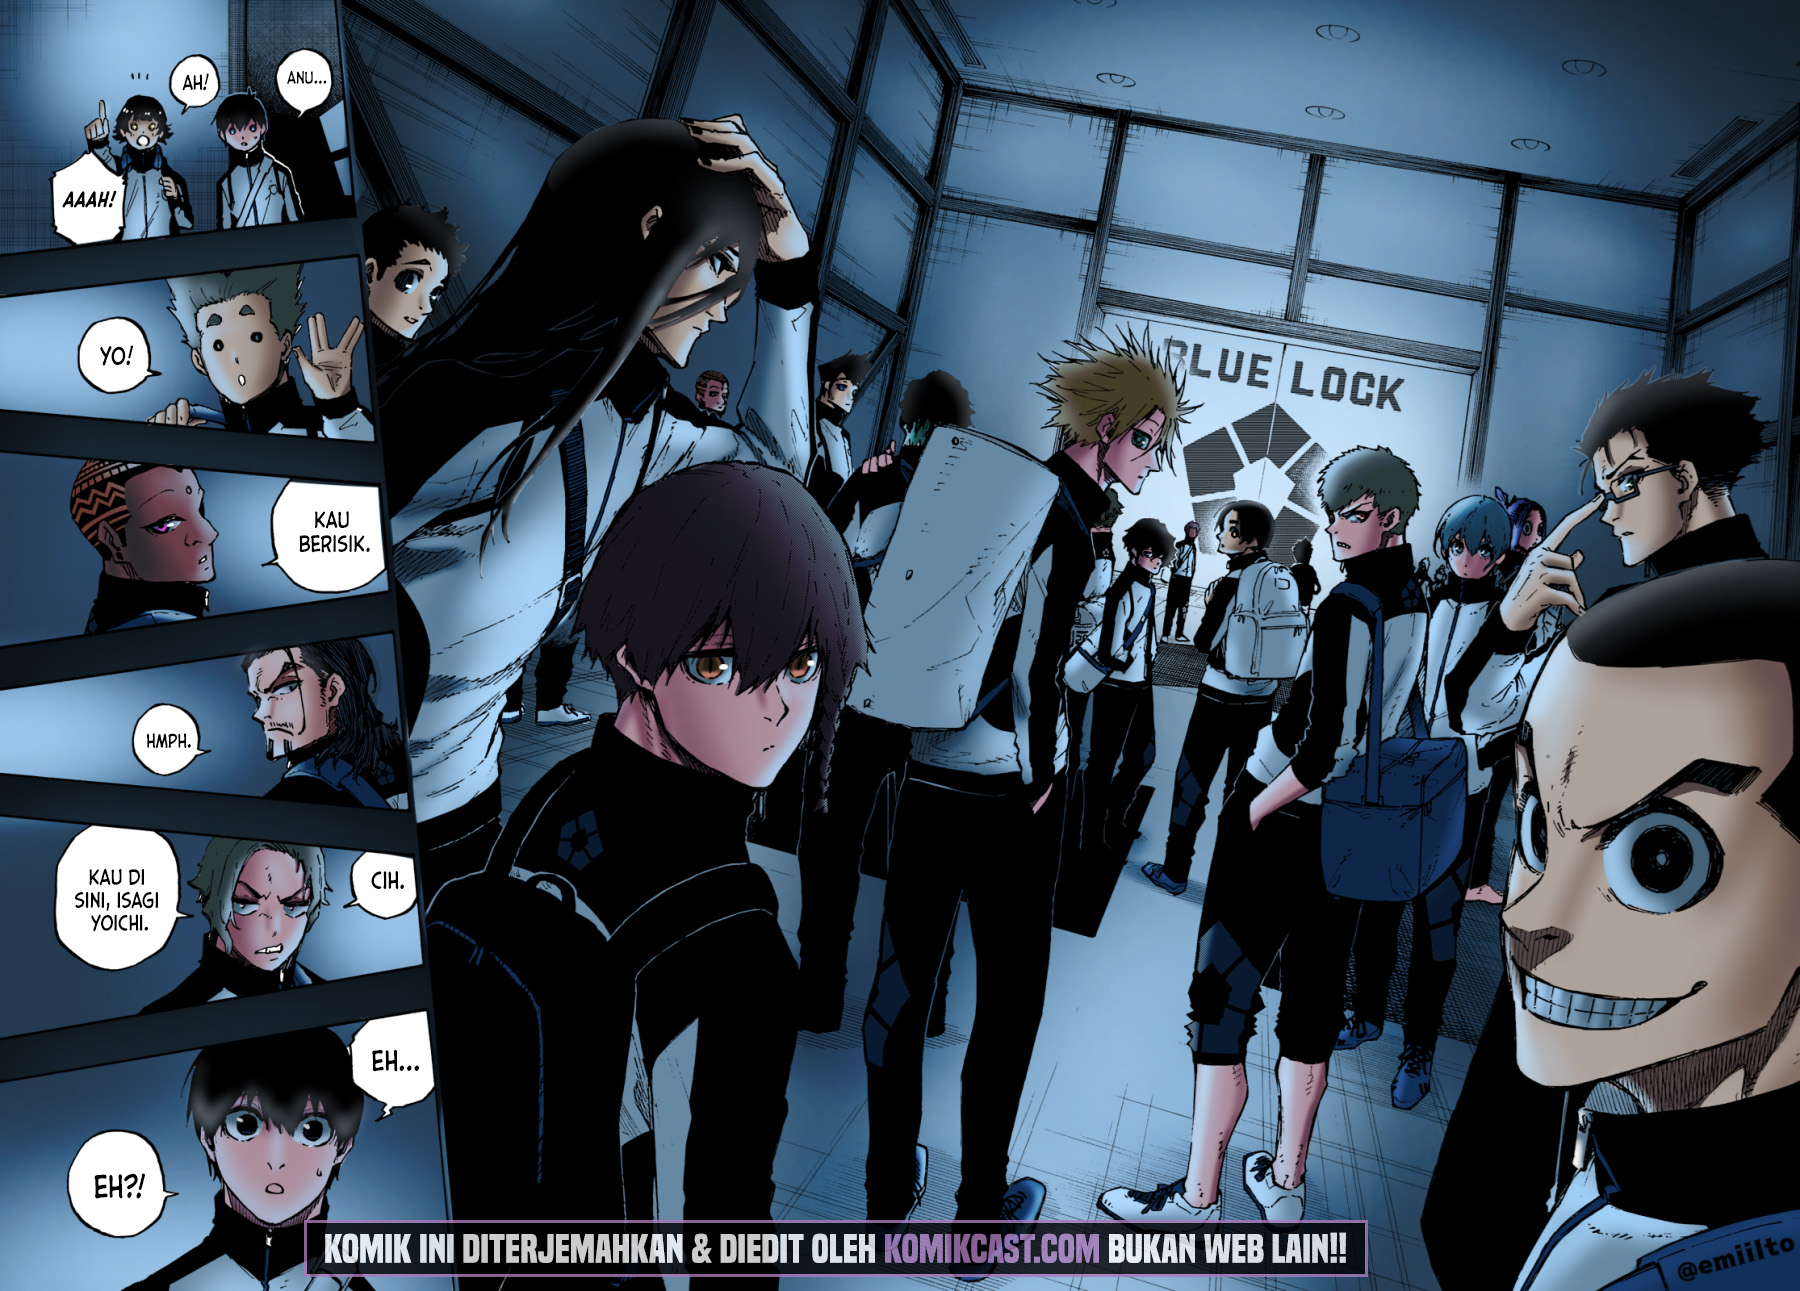 ANU...
AH!
AAAH!
YO!
KAU
BERISIK.
HMPH.
CIH.
KAU DI
SINI, ISAGI
YOICHI.
EH...
EH?!
BLUE LOCK
KOMIK INI DITERJEMAHKAN & DIEDIT OLEH KOMIKCAST.COM BUKAN WEB LAIN!!
@emiilto